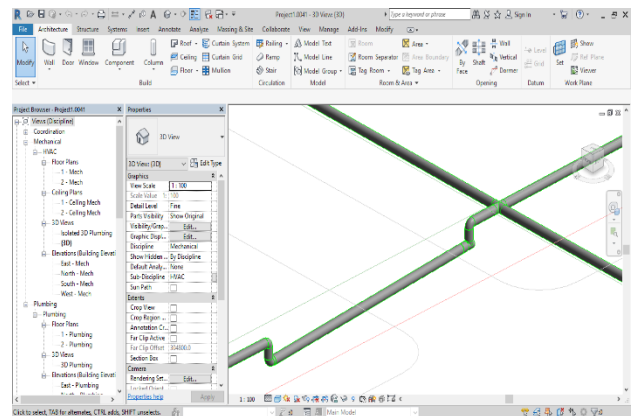 Project1.0041 - 3D View: {3D}
Type a keyword or phrase
Sign in
File Architecture Structure Systems Insert Annotate Analyze Massing & Site Collaborate View Manage Add-Ins Modify
Modify Wall Door Window Component Column
Roof Ceiling Floor
Curtain System Curtain Grid Mullion
Railing Ramp Stair
Model Text Model Line Model Group
Room Room Separator Tag Room
Area Area Boundary Tag Area
By Face Shaft Wall Vertical Dormer
Level Grid
Set Show Ref Plane Viewer
Select Build Circulation Model Room & Area Opening Datum Work Plane
Project Browser - Project1.0041
Views (Discipline)
Coordination
Mechanical
HVAC
Floor Plans
1 - Mech
2 - Mech
Ceiling Plans
1 - Ceiling Mech
2 - Ceiling Mech
3D Views
Isolated 3D Plumbing
{3D}
Elevations (Building Elevati
East - Mech
North - Mech
South - Mech
West - Mech
Plumbing
Plumbing
Floor Plans
1 - Plumbing
2 - Plumbing
3D Views
3D Plumbing
Elevations (Building Elevati
East - Plumbing
Properties
3D View
3D View: {3D} Edit Type
Graphics
View Scale 1 : 100
Scale Value 1: 100
Detail Level Fine
Parts Visibility Show Original
Visibility/Grap... Edit...
Graphic Displ... Edit...
Discipline Mechanical
Show Hidden ... By Discipline
Default Analy... None
Sub-Discipline HVAC
Sun Path
Extents
Crop View
Crop Region ...
Annotation Cr...
Far Clip Active
Far Clip Offset 304800.0
Section Box
Camera
Rendering Set... Edit...
Properties help Apply
1 : 100
Click to select, TAB for alternates, CTRL adds, SHIFT unselects.
Main Model